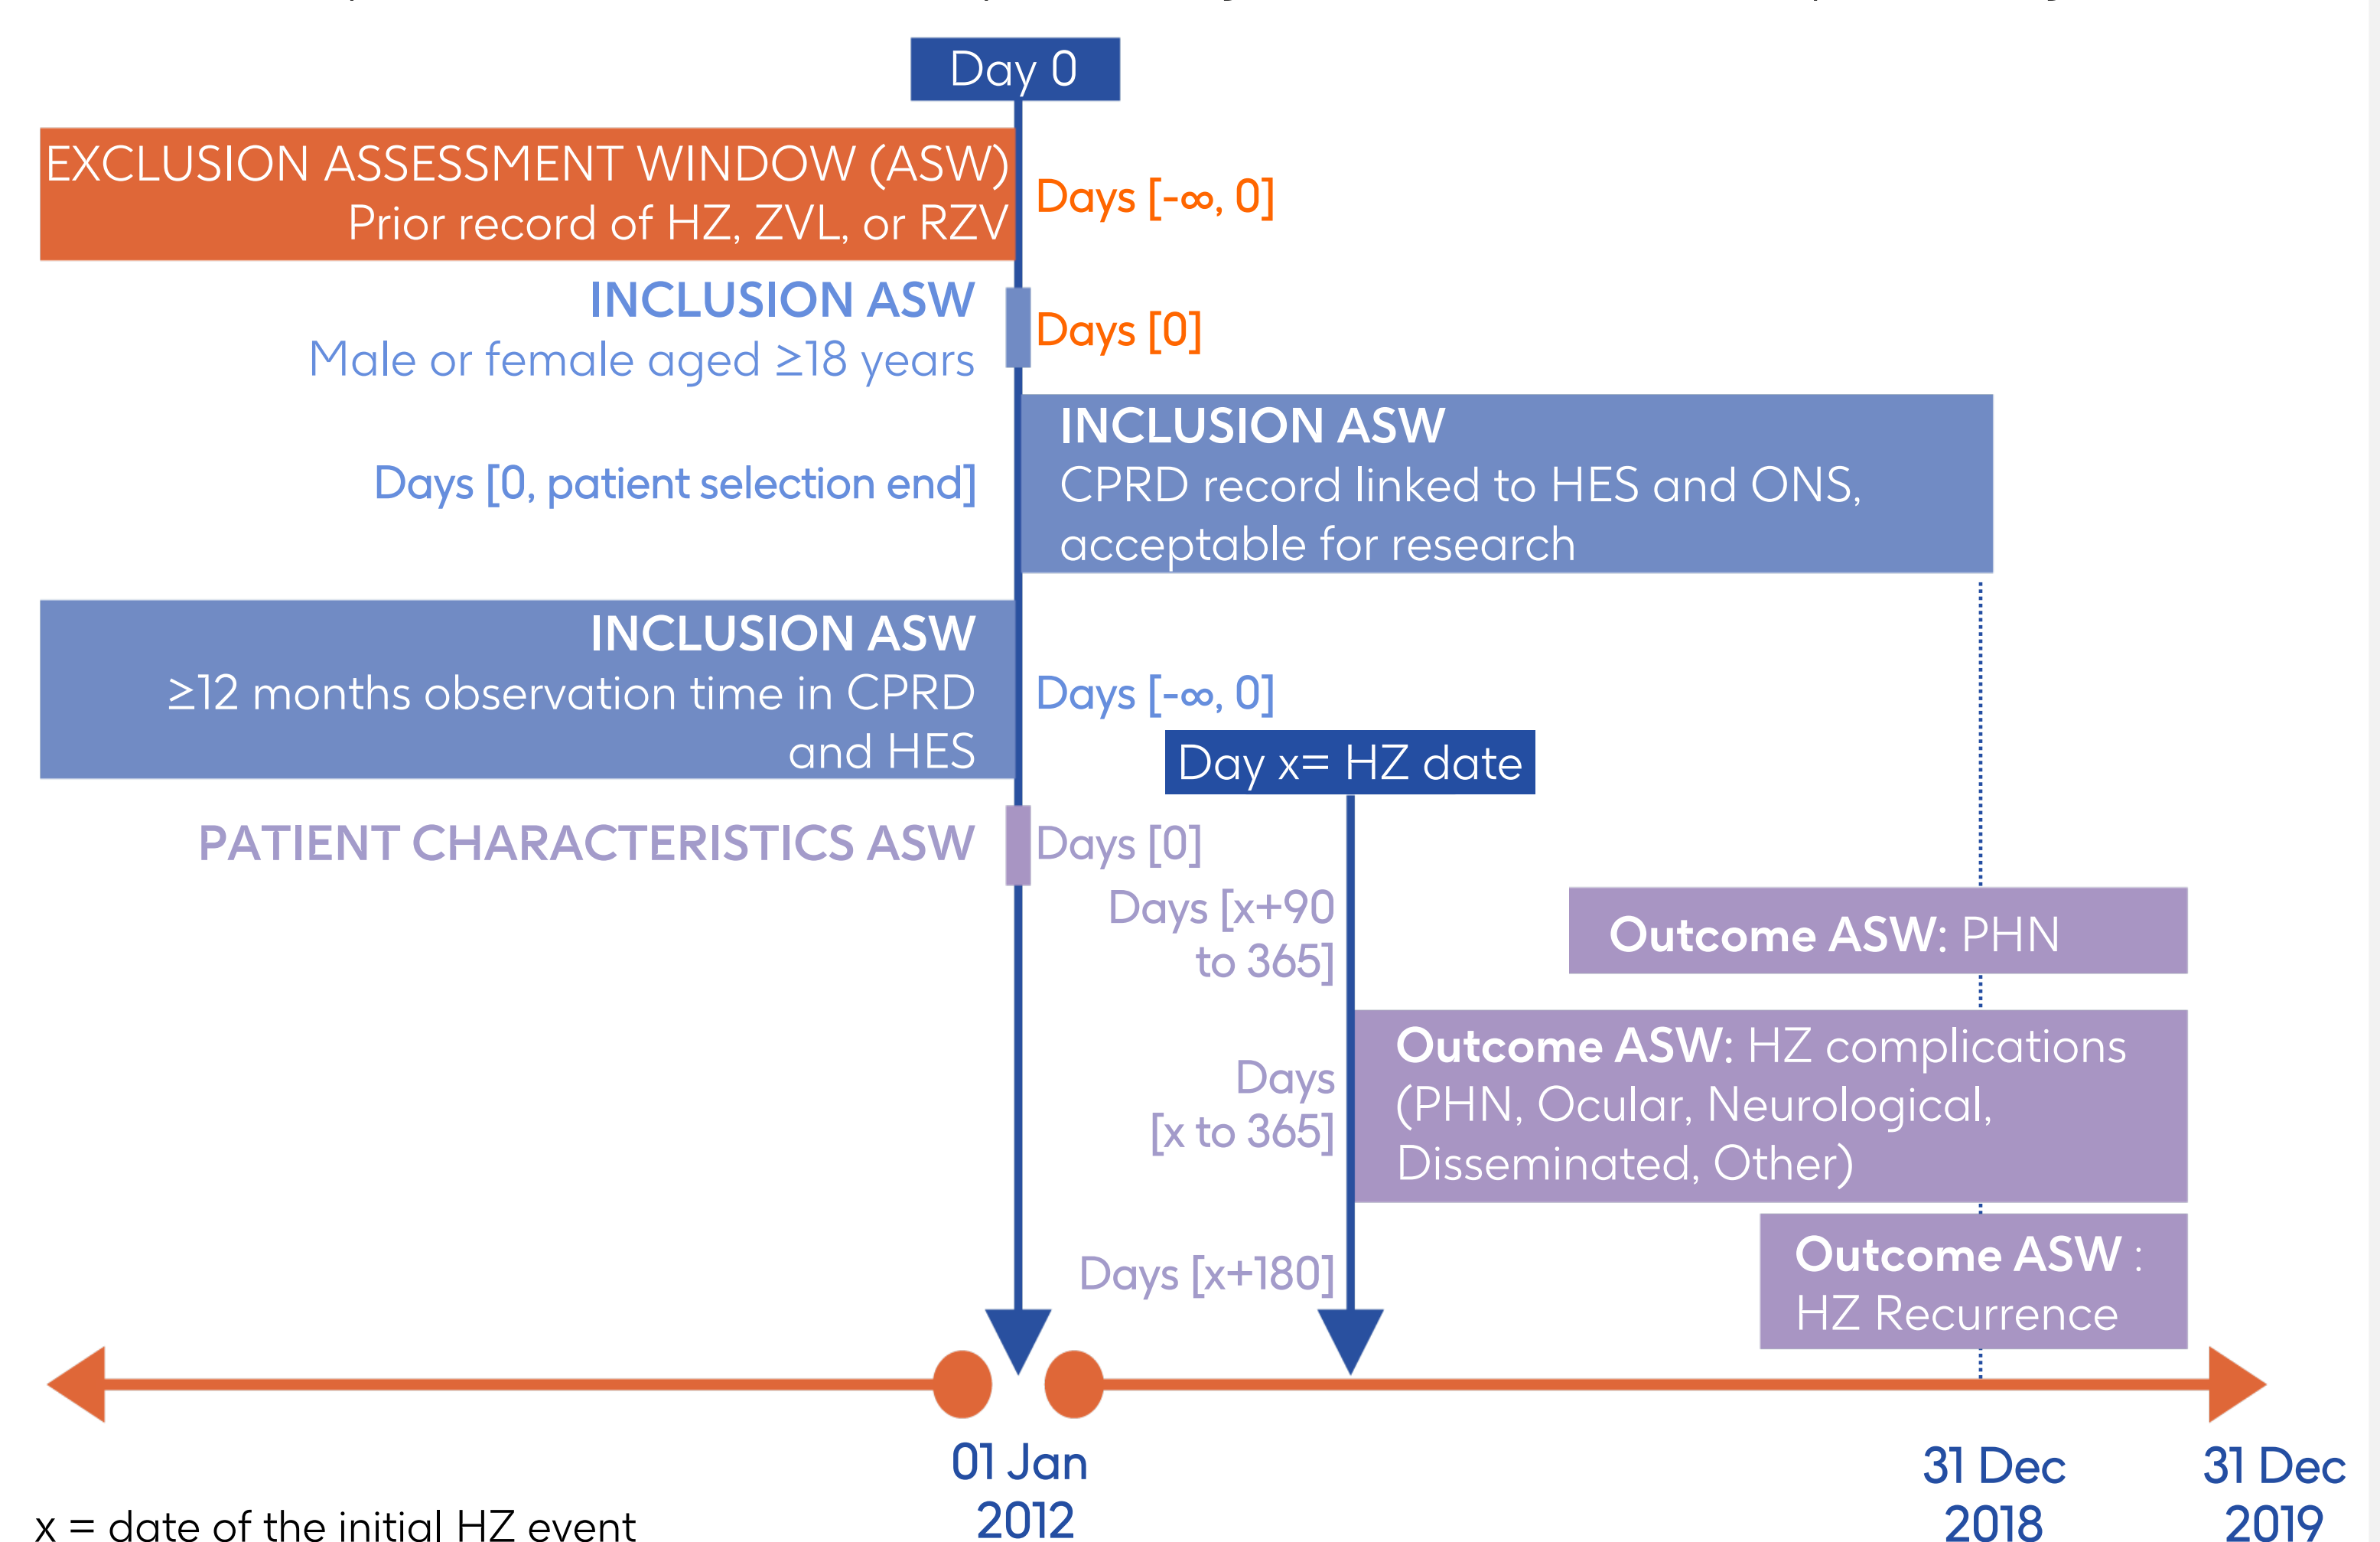 Day 0
EXCLUSION ASSESSMENT WINDOW (ASW)
Prior record of HZ, ZVL, or RZV
Days [-∞, 0]
INCLUSION ASW
Male or female aged ≥18 years
Days [0]
INCLUSION ASW
CPRD record linked to HES and ONS,
acceptable for research
Days [0, patient selection end]
INCLUSION ASW
≥12 months observation time in CPRD
and HES
Days [-∞, 0]
Day x= HZ date
PATIENT CHARACTERISTICS ASW
Days [0]
Days [x+90
to 365]
Outcome ASW: PHN
Days
[x to 365]
Outcome ASW: HZ complications
(PHN, Ocular, Neurological,
Disseminated, Other)
Days [x+180]
Outcome ASW :
HZ Recurrence
01 Jan
2012
31 Dec
2018
31 Dec
2019
x = date of the initial HZ event